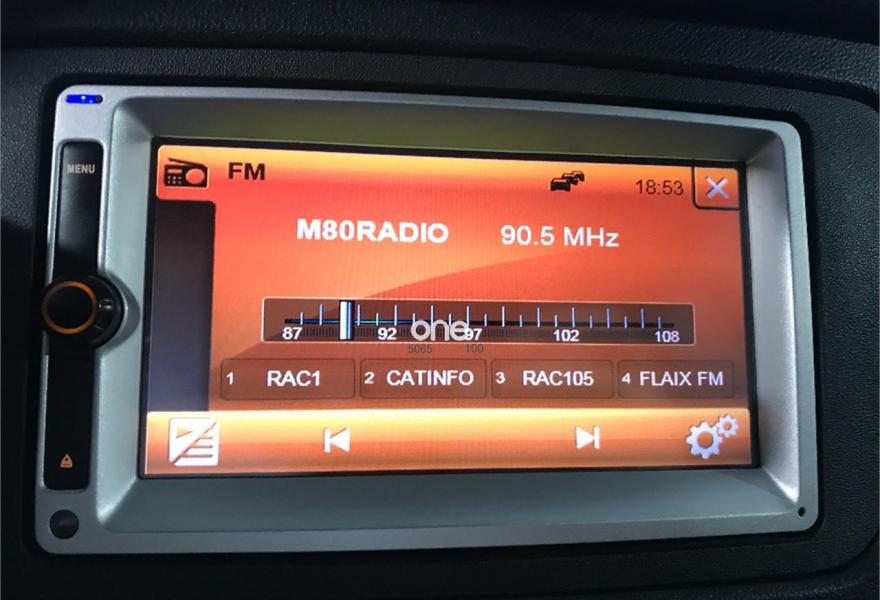 MENU
FM
18:53
M80RADIO 90.5 MHz
87 92 97 102 108
one
5065 100
1 RAC1 2 CATINFO 3 RAC105 4 FLAIX FM